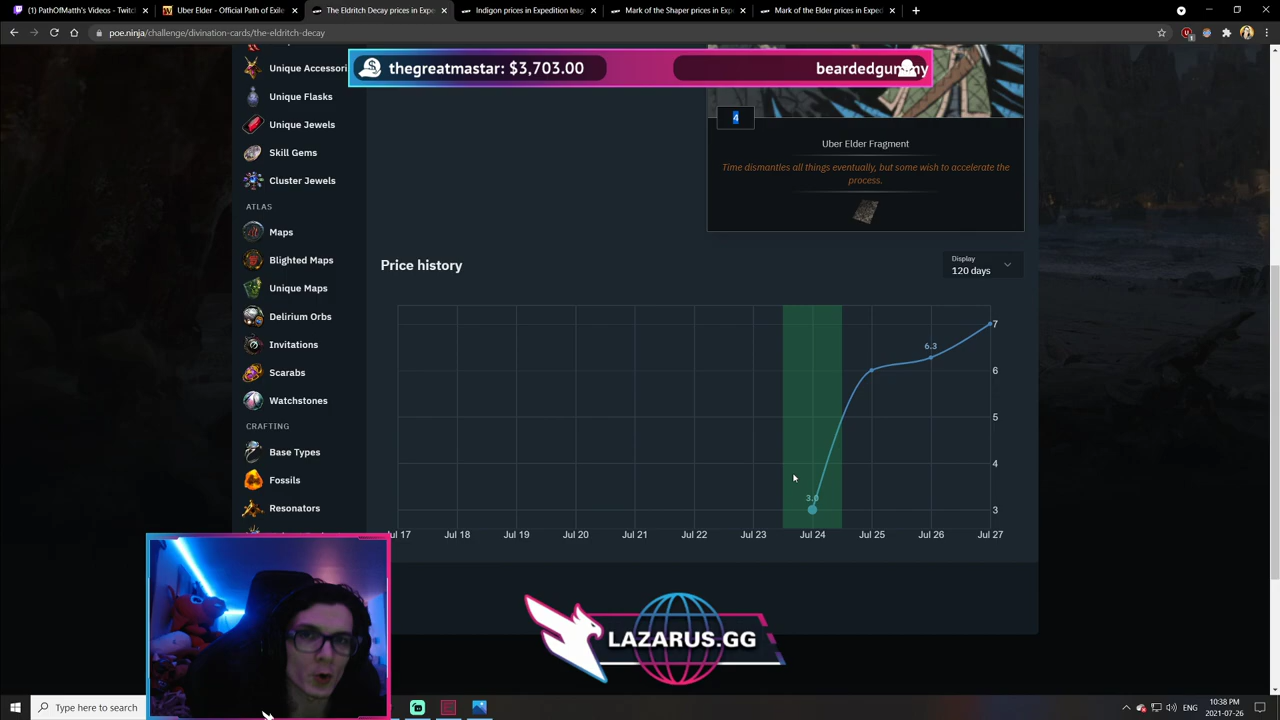 PathOfMath's Videos - Twitch
Uber Elder - Official Path of Exile
The Eldritch Decay prices in Expe
Indigon prices in Expedition leag
Mark of the Shaper prices in Exp
Mark of the Elder prices in Exped
poe.ninja/challenge/divination-cards/the-eldritch-decay
thegreatmastar: $3,703.00
beardedgummy
Unique Accessori
Unique Flasks
Unique Jewels
Skill Gems
Cluster Jewels
ATLAS
Maps
Blighted Maps
Unique Maps
Delirium Orbs
Invitations
Scarabs
Watchstones
CRAFTING
Base Types
Fossils
Resonators
4
Uber Elder Fragment
Time dismantles all things eventually, but some wish to accelerate the
process.
Price history
Display
120 days
7
6.3
6
5
4
3.0
3
Jul 17
Jul 18
Jul 19
Jul 20
Jul 21
Jul 22
Jul 23
Jul 24
Jul 25
Jul 26
Jul 27
LAZARUS.GG
Type here to search
ENG
10:38 PM
2021-07-26